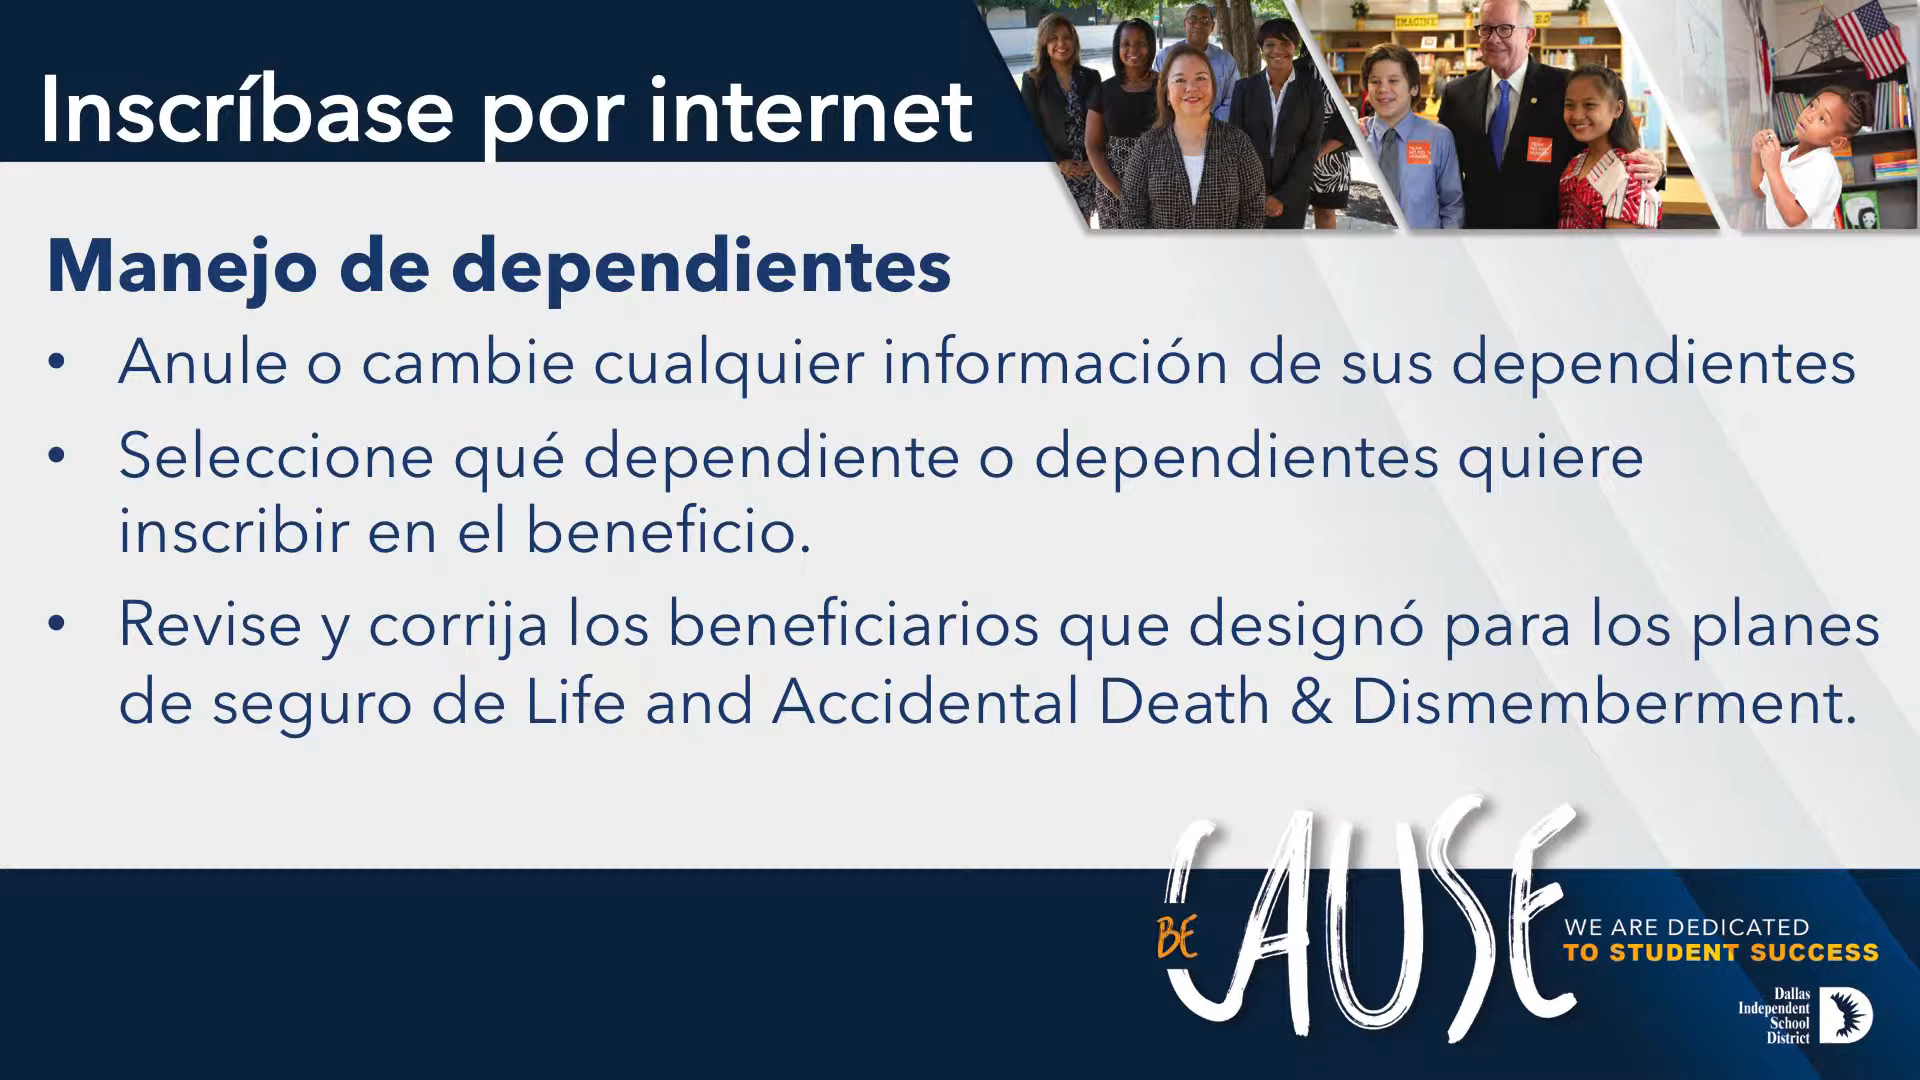 Inscríbase por internet
IMAGINE
Manejo de dependientes
• Anule o cambie cualquier información de sus dependientes
• Seleccione qué dependiente o dependientes quiere
inscribir en el beneficio.
• Revise y corrija los beneficiarios que designó para los planes
de seguro de Life and Accidental Death & Dismemberment.
BE
CAUSE
WE ARE DEDICATED
TO STUDENT SUCCESS
Dallas
Independent
School
District